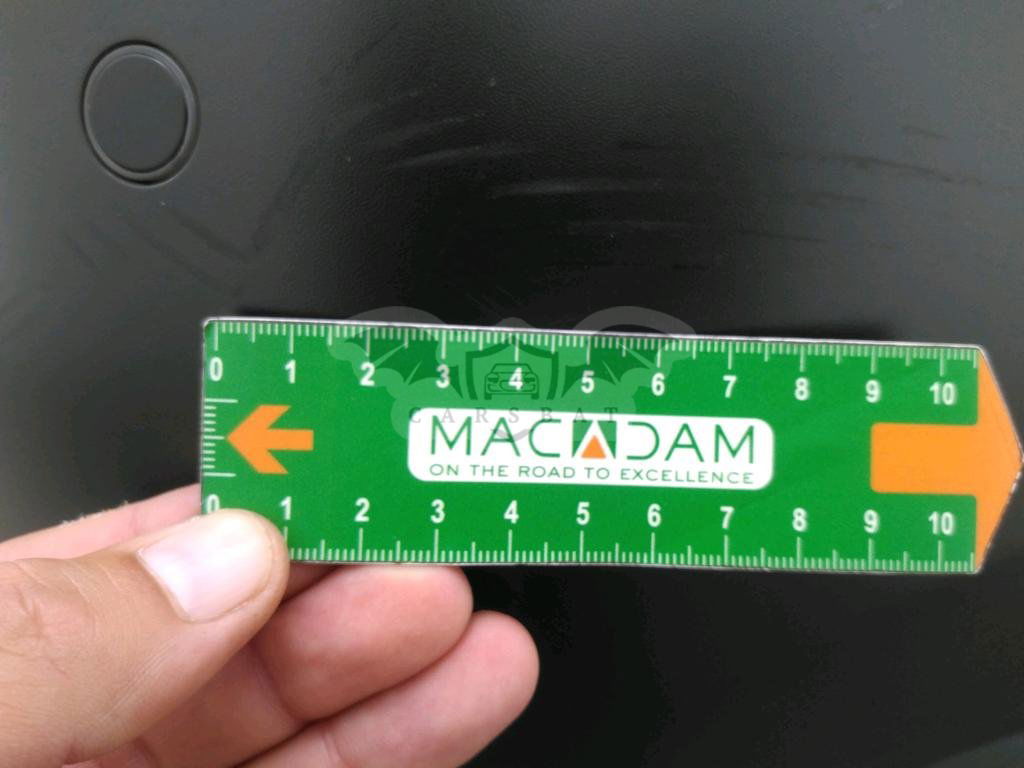 0 1 2 3 4 5 6 7 8 9 10
CARSBAT
MACADAM
ON THE ROAD TO EXCELLENCE
0 1 2 3 4 5 6 7 8 9 10